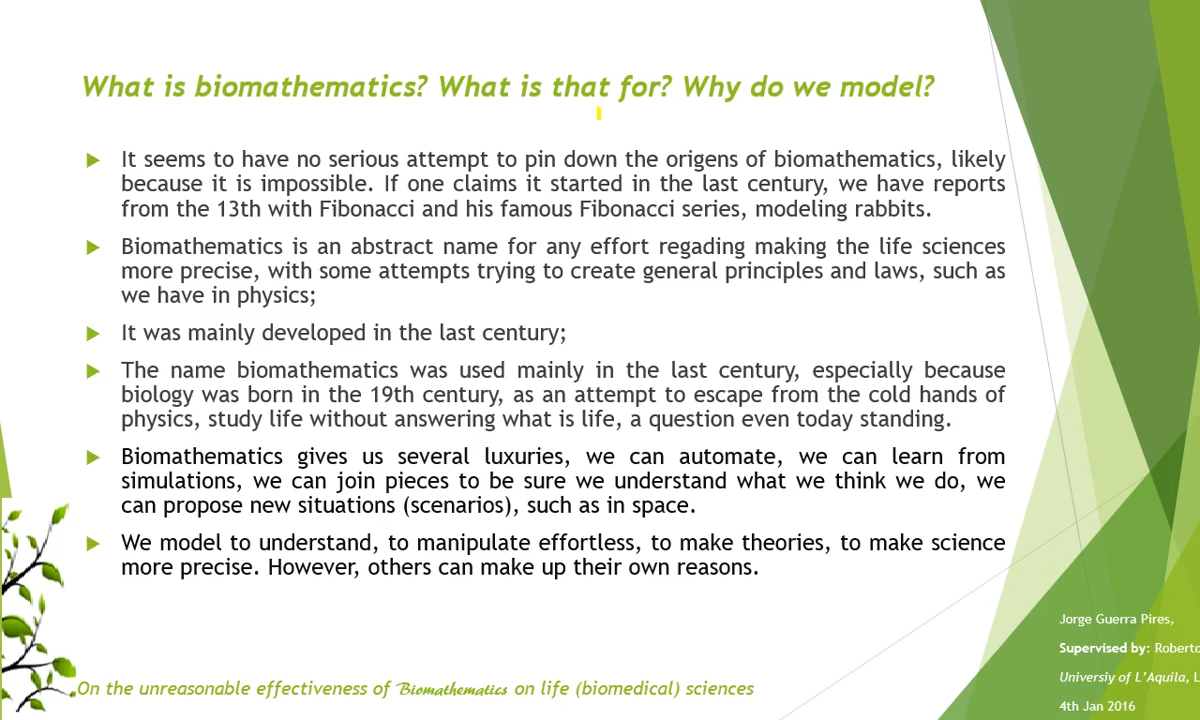 What is biomathematics? What is that for? Why do we model?
It seems to have no serious attempt to pin down the origens of biomathematics, likely
because it is impossible. If one claims it started in the last century, we have reports
from the 13th with Fibonacci and his famous Fibonacci series, modeling rabbits.
Biomathematics is an abstract name for any effort regading making the life sciences
more precise, with some attempts trying to create general principles and laws, such as
we have in physics;
It was mainly developed in the last century;
The name biomathematics was used mainly in the last century, especially because
biology was born in the 19th century, as an attempt to escape from the cold hands of
physics, study life without answering what is life, a question even today standing.
Biomathematics gives us several luxuries, we can automate, we can learn from
simulations, we can join pieces to be sure we understand what we think we do, we
can propose new situations (scenarios), such as in space.
We model to understand, to manipulate effortless, to make theories, to make science
more precise. However, others can make up their own reasons.
Jorge Guerra Pires,
Supervised by: Roberto
Universiy of L'Aquila, L
4th Jan 2016
On the unreasonable effectiveness of Biomathematics on life (biomedical) sciences